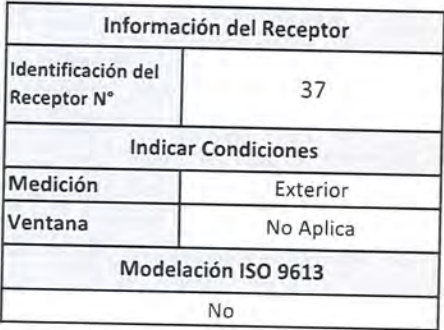 Información del Receptor
Identificación del
Receptor N°
37
Indicar Condiciones
Medición
Exterior
Ventana
No Aplica
Modelación ISO 9613
No